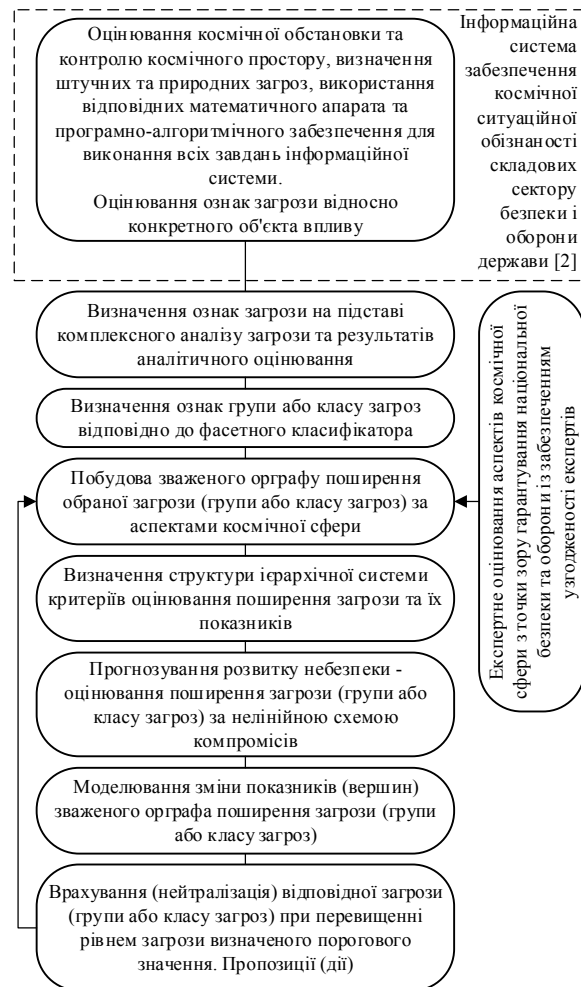 Оцінювання космічної обстановки та
контролю космічного простору, визначення
штучних та природних загроз, використання
відповідних математичного апарата та
програмно-алгоритмічного забезпечення для
виконання всіх завдань інформаційної
системи.
Оцінювання ознак загрози відносно
конкретного об'єкта впливу
Інформаційна
система
забезпечення
космічної
ситуаційної
обізнаності
складових
сектору
безпеки і
оборони
держави [2]
Визначення ознак загрози на підставі
комплексного аналізу загрози та результатів
аналітичного оцінювання
Визначення ознак групи або класу загроз
відповідно до фасетного класифікатора
Побудова зваженого орграфу поширення
обраної загрози (групи або класу загроз) за
аспектами космічної сфери
Визначення структури ієрархічної системи
критеріїв оцінювання поширення загрози та їх
показників
Прогнозування розвитку небезпеки -
оцінювання поширення загрози (групи або
класу загроз) за нелінійною схемою
компромісів
Моделювання зміни показників (вершин)
зваженого орграфа поширення загрози (групи
або класу загроз)
Врахування (нейтралізація) відповідної загрози
(групи або класу загроз) при перевищенні
рівнем загрози визначеного порогового
значення. Пропозиції (дії)
Експертне оцінювання аспектів космічної
сфери з точки зору гарантування національної
безпеки та оборони із забезпеченням
узгодженості експертів